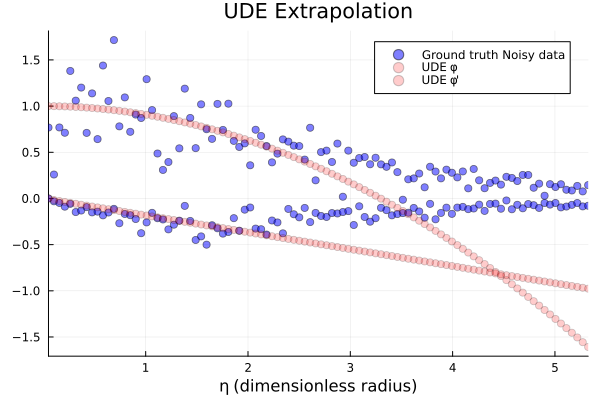 UDE Extrapolation
Ground truth Noisy data
UDE φ
UDE φ'
1.5
1.0
0.5
0.0
−0.5
−1.0
−1.5
1 2 3 4 5
η (dimensionless radius)